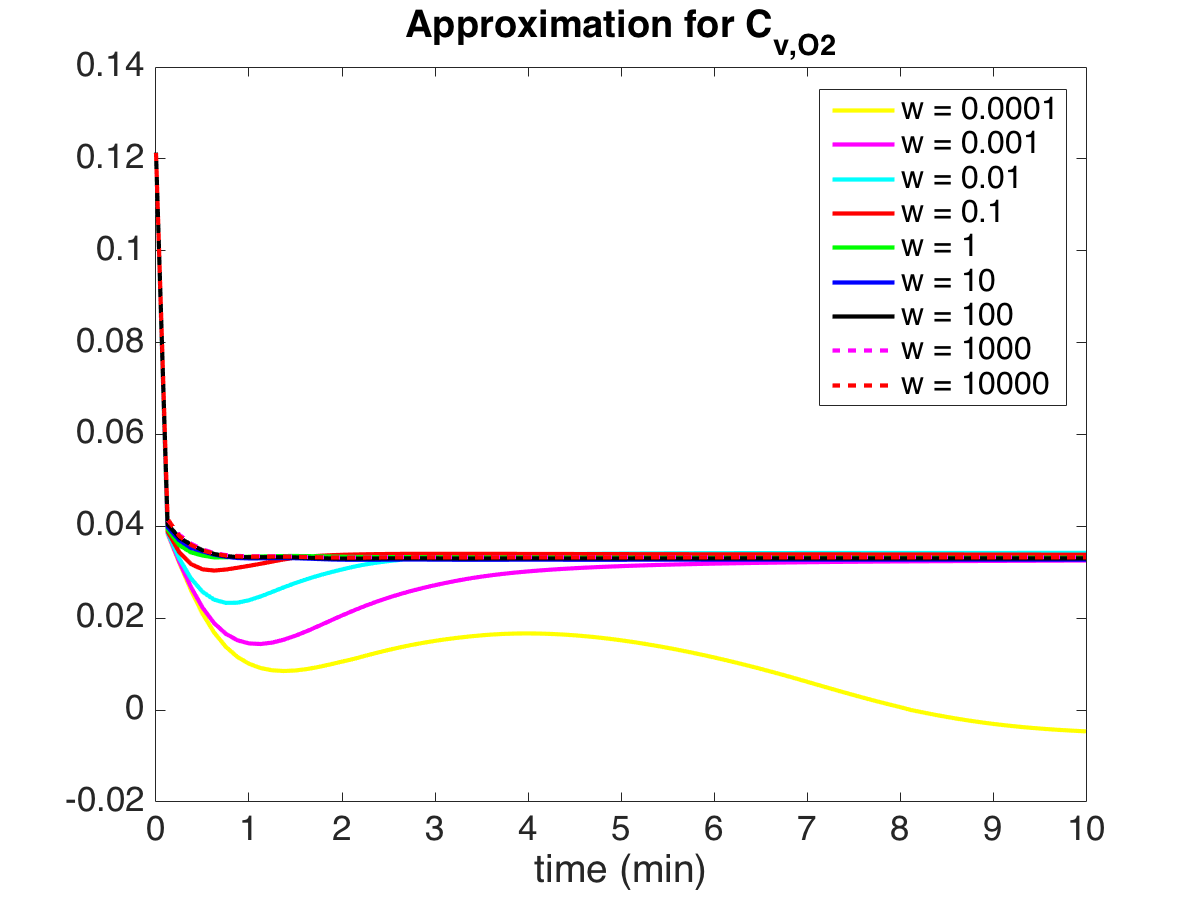 Approximation for C_v,O2
0.14
0.12
0.1
0.08
0.06
0.04
0.02
0
-0.02
w = 0.0001
w = 0.001
w = 0.01
w = 0.1
w = 1
w = 10
w = 100
w = 1000
w = 10000
0 1 2 3 4 5 6 7 8 9 10
time (min)